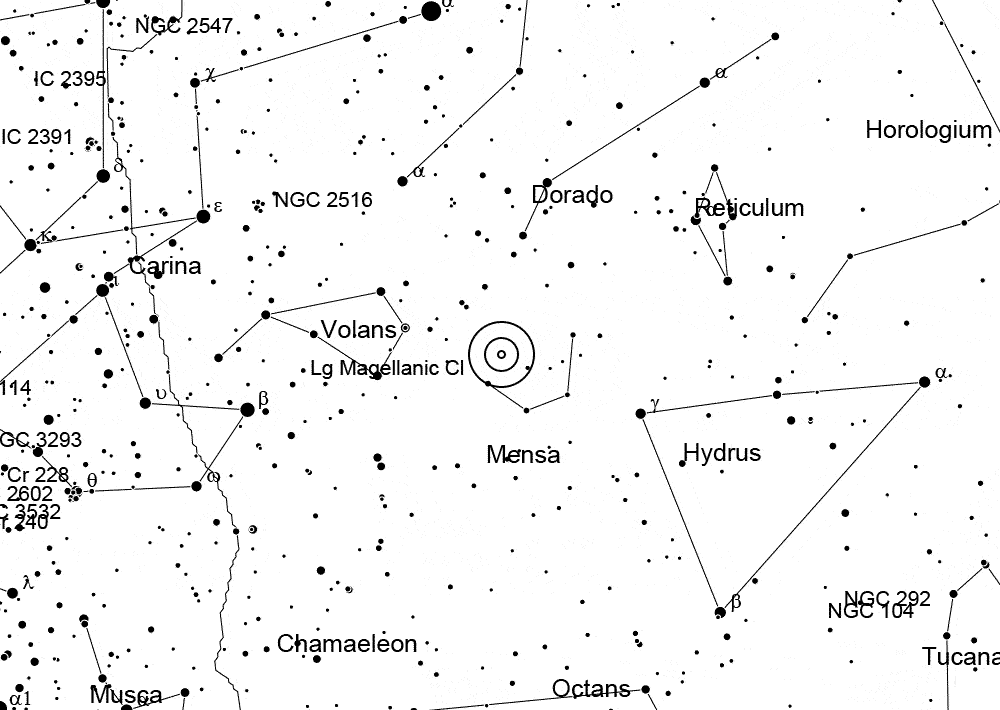 α
NGC 2547
χ
α
IC 2395
Horologium
IC 2391
δ
α
Dorado
NGC 2516
ε
α
Reticulum
κ
Carina
ι
Volans
Lg Magellanic Cl
α
114
υ
β
γ
GC 3293
Mensa
Hydrus
Cr 228
θ
ω
2602
C 3532
r 240
λ
NGC 292
β
NGC 104
Chamaeleon
Tucana
Octans
Musca
α
α1